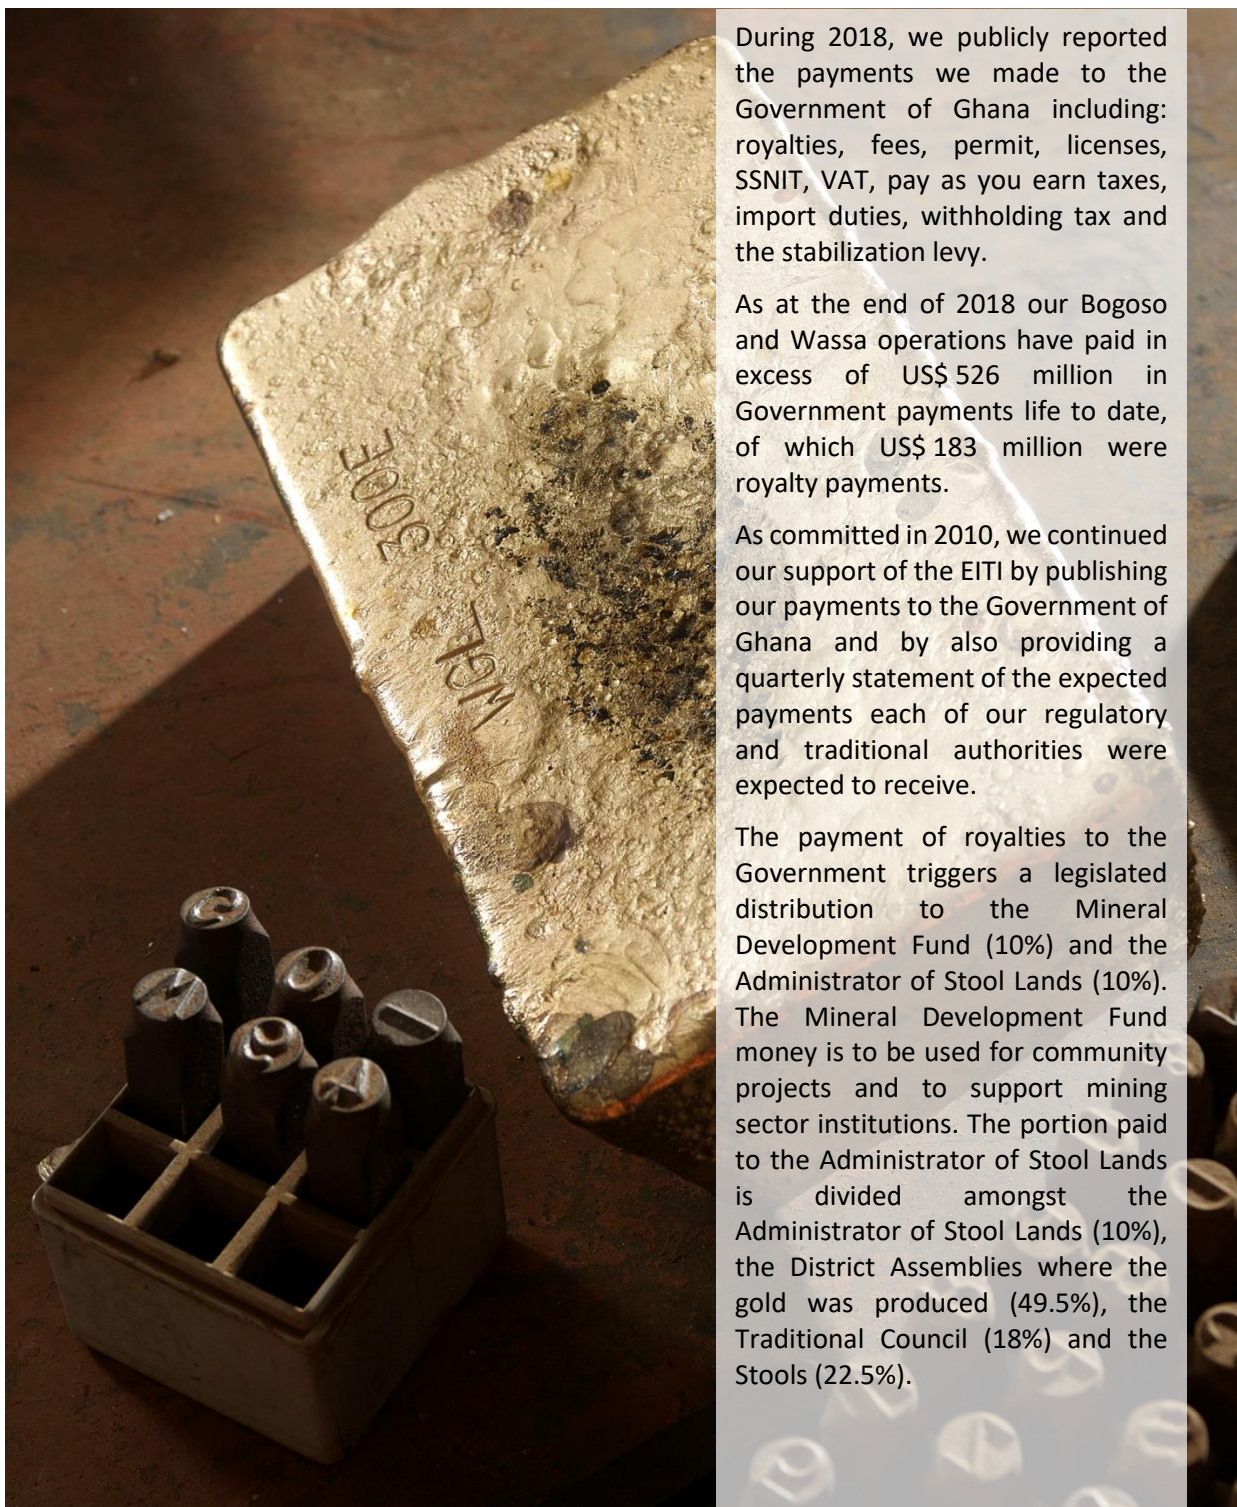 During 2018, we publicly reported
the payments we made to the
Government of Ghana including:
royalties, fees, permit, licenses,
SSNIT, VAT, pay as you earn taxes,
import duties, withholding tax and
the stabilization levy.
As at the end of 2018 our Bogoso
and Wassa operations have paid in
excess of US$ 526 million in
Government payments life to date,
of which US$ 183 million were
royalty payments.
As committed in 2010, we continued
our support of the EITI by publishing
our payments to the Government of
Ghana and by also providing a
quarterly statement of the expected
payments each of our regulatory
and traditional authorities were
expected to receive.
The payment of royalties to the
Government triggers a legislated
distribution to the Mineral
Development Fund (10%) and the
Administrator of Stool Lands (10%).
The Mineral Development Fund
money is to be used for community
projects and to support mining
sector institutions. The portion paid
to the Administrator of Stool Lands
is divided amongst the
Administrator of Stool Lands (10%),
the District Assemblies where the
gold was produced (49.5%), the
Traditional Council (18%) and the
Stools (22.5%).
WGL